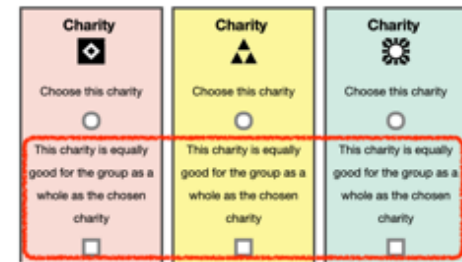 Charity
Choose this charity
This charity is equally
good for the group as a
whole as the chosen
charity
Charity
Choose this charity
This charity is equally
good for the group as a
whole as the chosen
charity
Charity
Choose this charity
This charity is equally
good for the group as a
whole as the chosen
charity